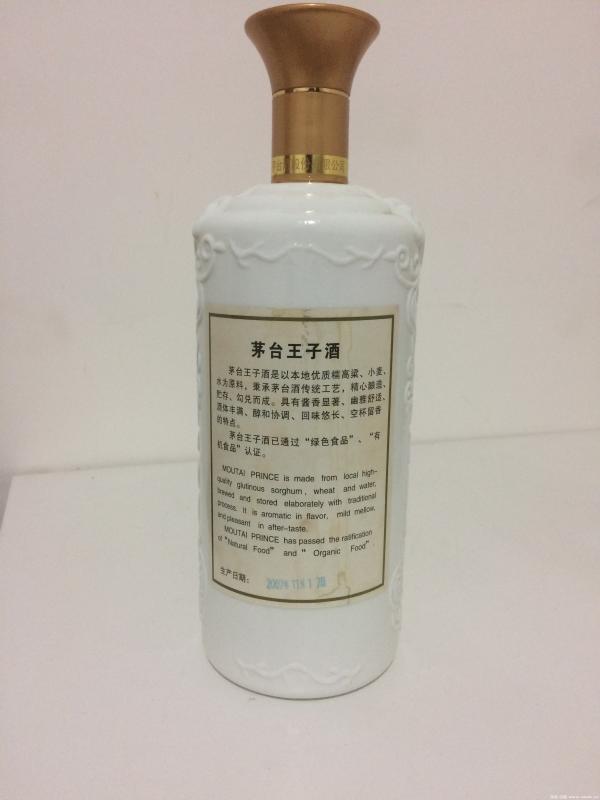 股份有限公司
茅台王子酒
茅台王子酒是以本地优质糯高粱、小麦、
水为原料，秉承茅台酒传统工艺，精心酿造、
贮存、勾兑而成。具有酱香显著、幽雅舒适、
酒体丰满、醇和协调、回味悠长、空杯留香
的特点。
茅台王子酒已通过“绿色食品”、“有
机食品”认证。
MOUTAI PRINCE is made from local high-
quality glutinous sorghum, wheat and water,
brewed and stored elaborately with traditional
process. it is aromatic in flavor, mild mellow,
and pleasant in after-taste.
MOUTAI PRINCE has passed the ratification
of "Natural Food" and " Organic Food".
生产日期：